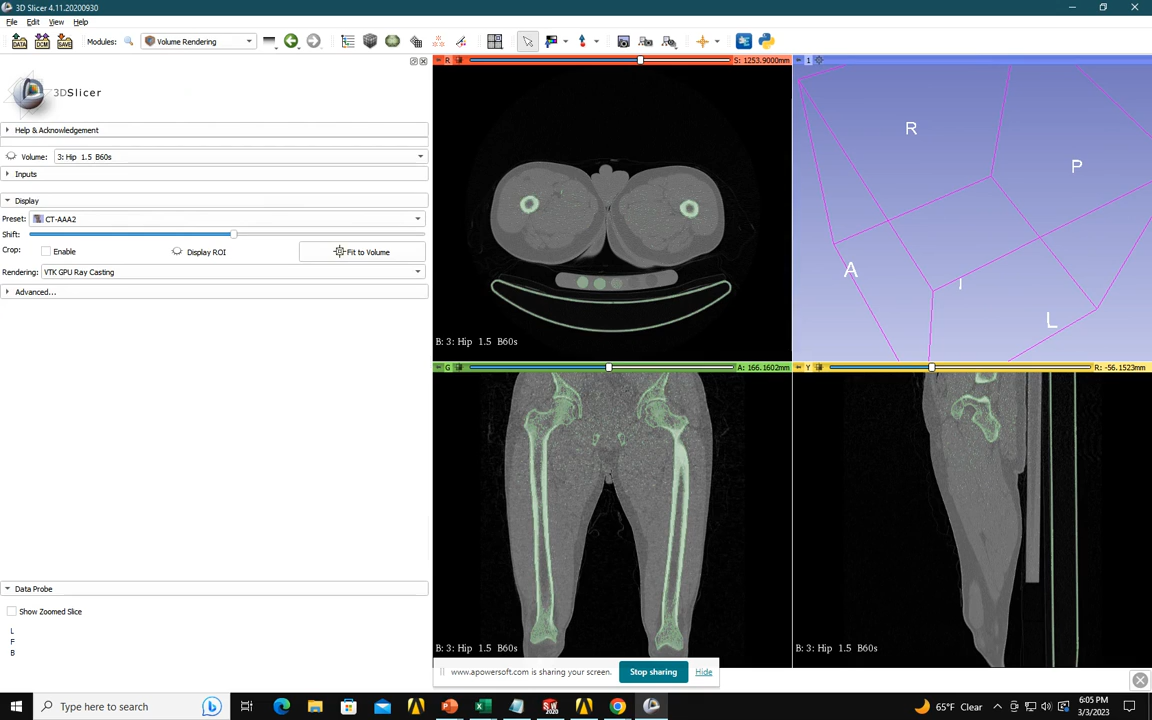 3D Slicer 4.11.20200930
File Edit View Help
DATA DCM SAVE Modules: Volume Rendering
R S: 1253.9000mm 1
3DSlicer
Help & Acknowledgement
Volume: 3: Hip 1.5 B60s
Inputs
Display
Preset: CT-AAA2
Shift:
Crop: Enable Display ROI Fit to Volume
Rendering: VTK GPU Ray Casting
Advanced...
R
P
A
I
L
B: 3: Hip 1.5 B60s
G A: 166.1602mm Y R: -56.1523mm
Data Probe
Show Zoomed Slice
L
F
B
B: 3: Hip 1.5 B60s B: 3: Hip 1.5 B60s
www.apowersoft.com is sharing your screen. Stop sharing Hide
Type here to search
65°F Clear
6:05 PM
3/3/2023